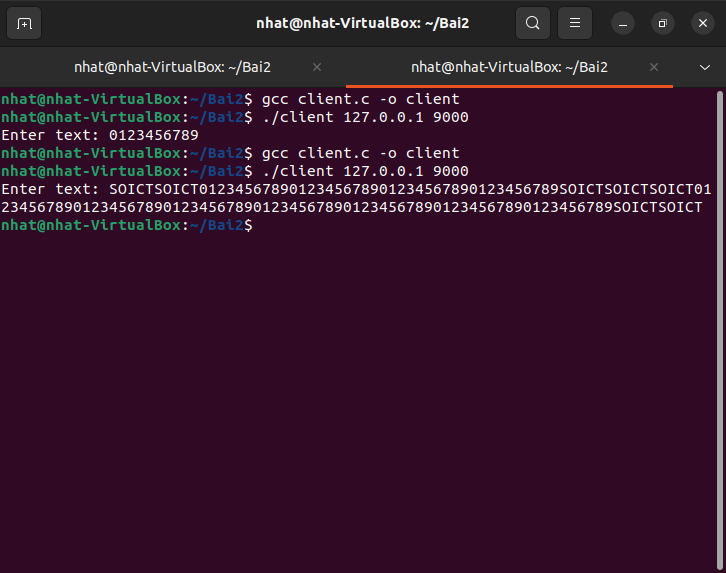 nhat@nhat-VirtualBox: ~/Bai2
nhat@nhat-VirtualBox: ~/Bai2
nhat@nhat-VirtualBox: ~/Bai2
nhat@nhat-VirtualBox:~/Bai2$ gcc client.c -o client
nhat@nhat-VirtualBox:~/Bai2$ ./client 127.0.0.1 9000
Enter text: 0123456789
nhat@nhat-VirtualBox:~/Bai2$ gcc client.c -o client
nhat@nhat-VirtualBox:~/Bai2$ ./client 127.0.0.1 9000
Enter text: SOICTSOICT0123456789012345678901234567890123456789SOICTSOICTSOICT01
23456789012345678901234567890123456789012345678901234567890123456789SOICTSOICT
nhat@nhat-VirtualBox:~/Bai2$